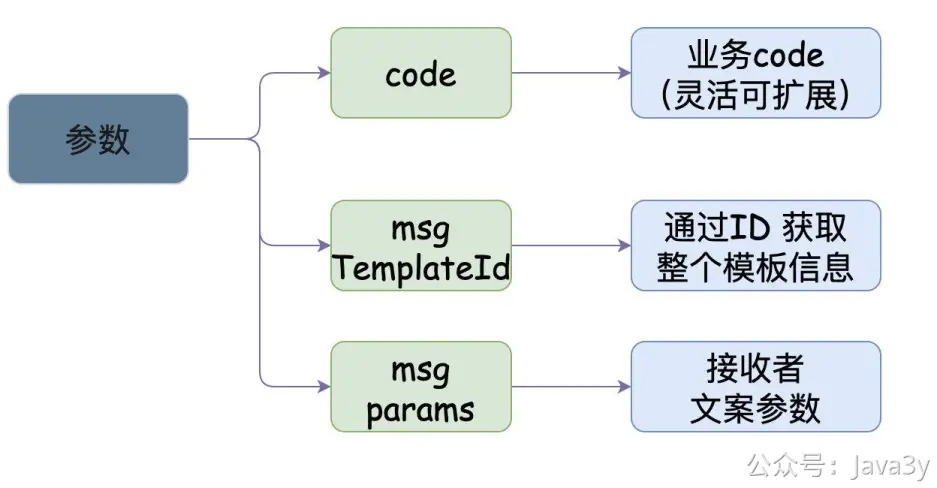 参数
code
业务code
（灵活可扩展）
msg
TemplateId
通过ID 获取
整个模板信息
msg
params
接收者
文案参数
公众号：Java3y